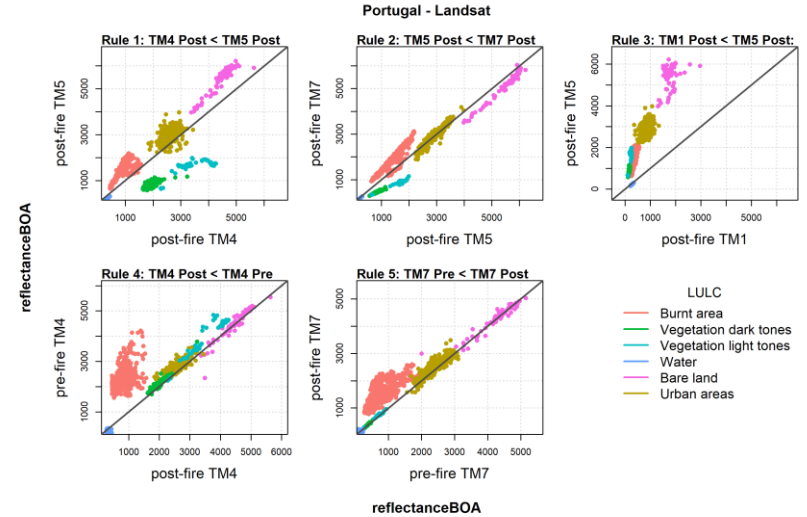 Portugal - Landsat
Rule 1: TM4 Post < TM5 Post
post-fire TM5
1000 3000 5000
1000 3000 5000
post-fire TM4
Rule 2: TM5 Post < TM7 Post
post-fire TM7
1000 3000 5000
1000 3000 5000
post-fire TM5
Rule 3: TM1 Post < TM5 Post:
post-fire TM5
0 2000 4000 6000
0 1000 3000 5000
post-fire TM1
reflectanceBOA
Rule 4: TM4 Post < TM4 Pre
pre-fire TM4
1000 3000 5000
1000 2000 3000 4000 5000 6000
post-fire TM4
Rule 5: TM7 Pre < TM7 Post
post-fire TM7
1000 3000 5000
1000 2000 3000 4000 5000
pre-fire TM7
LULC
Burnt area
Vegetation dark tones
Vegetation light tones
Water
Bare land
Urban areas
reflectanceBOA